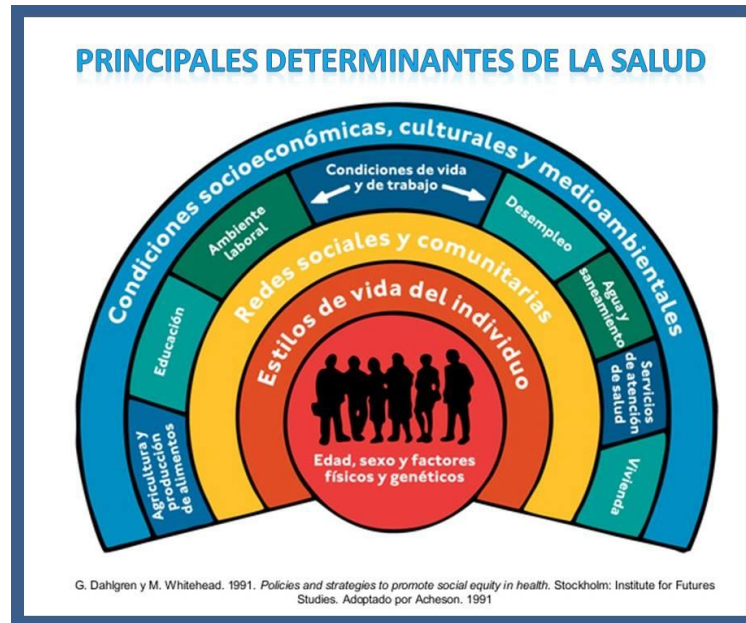 PRINCIPALES DETERMINANTES DE LA SALUD
Condiciones socioeconómicas, culturales y medioambientales
Condiciones de vida
y de trabajo
Agricultura y
producción
de alimentos
Educación
Ambiente
laboral
Desempleo
Agua y
saneamiento
Servicios
de atención
de salud
Vivienda
Redes sociales y comunitarias
Estilos de vida del individuo
Edad, sexo y factores
físicos y genéticos
G. Dahlgren y M. Whitehead. 1991. Policies and strategies to promote social equity in health. Stockholm: Institute for Futures
Studies. Adoptado por Acheson. 1991